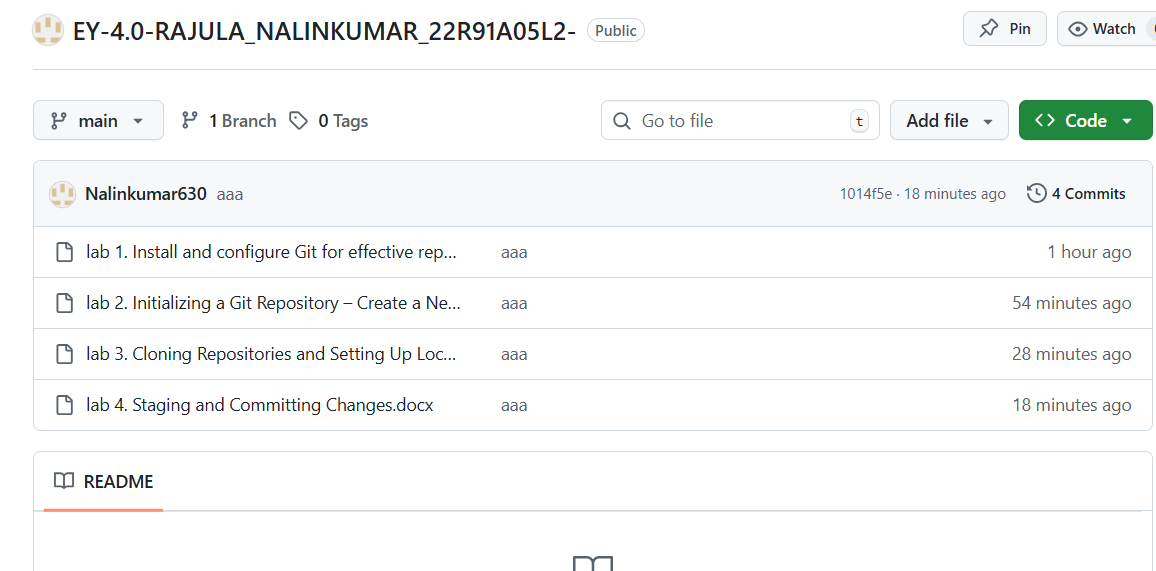 EY-4.0-RAJULA_NALINKUMAR_22R91A05L2- Public Pin Watch
main 1 Branch 0 Tags Go to file t Add file Code
Nalinkumar630 aaa 1014f5e · 18 minutes ago 4 Commits
lab 1. Install and configure Git for effective rep... aaa 1 hour ago
lab 2. Initializing a Git Repository – Create a Ne... aaa 54 minutes ago
lab 3. Cloning Repositories and Setting Up Loc... aaa 28 minutes ago
lab 4. Staging and Committing Changes.docx aaa 18 minutes ago
README